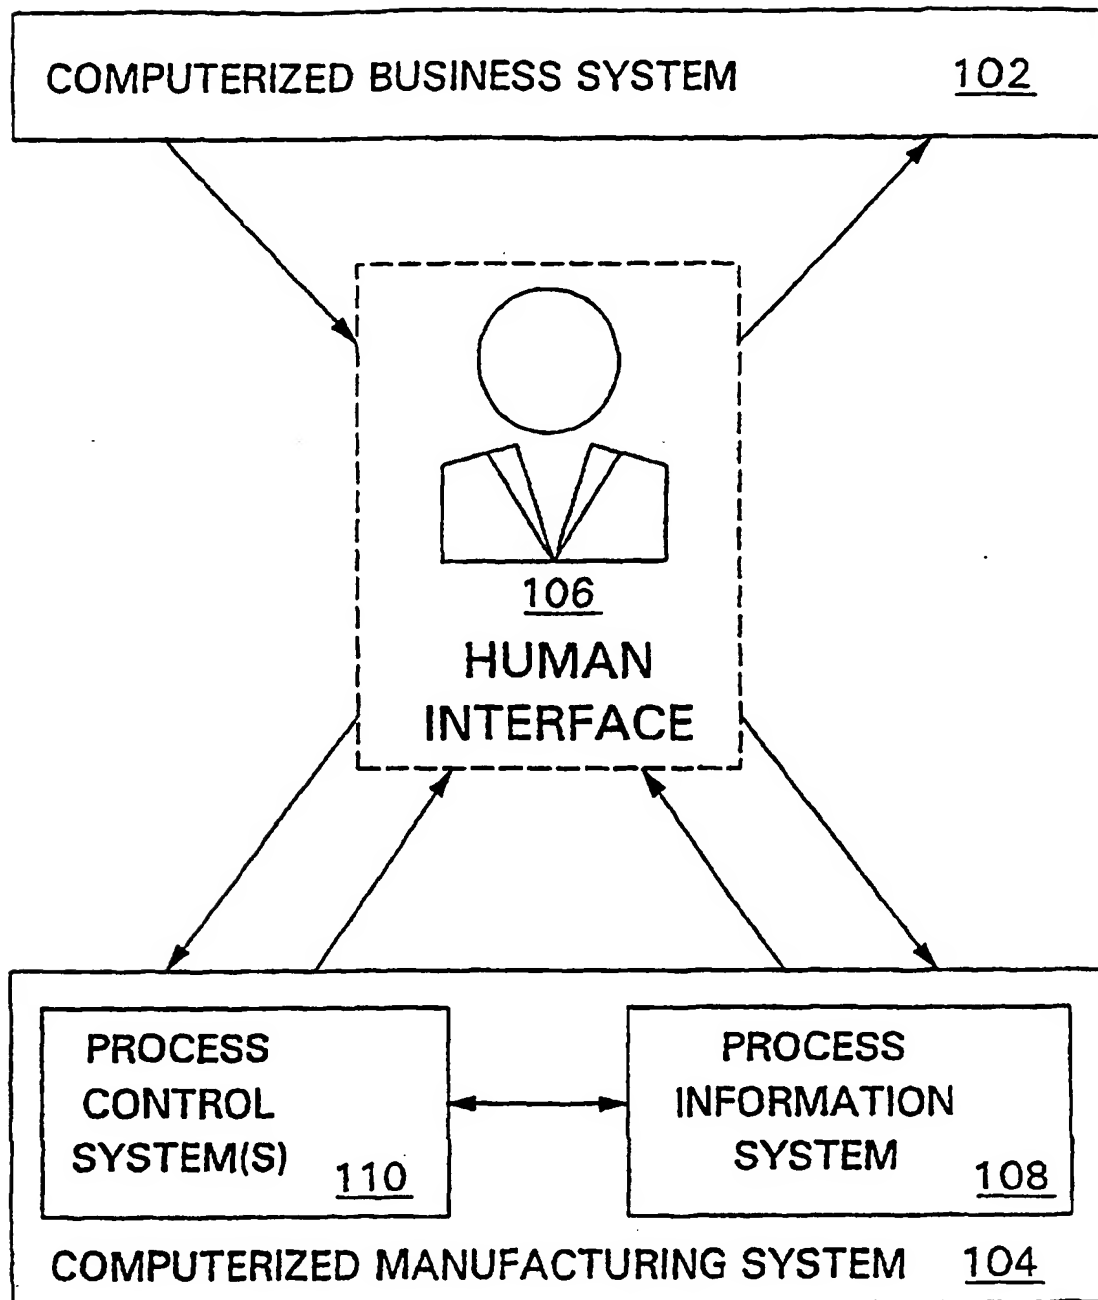 COMPUTERIZED BUSINESS SYSTEM 102
106
HUMAN
INTERFACE
PROCESS
CONTROL
SYSTEM(S)
110
PROCESS
INFORMATION
SYSTEM
108
COMPUTERIZED MANUFACTURING SYSTEM 104